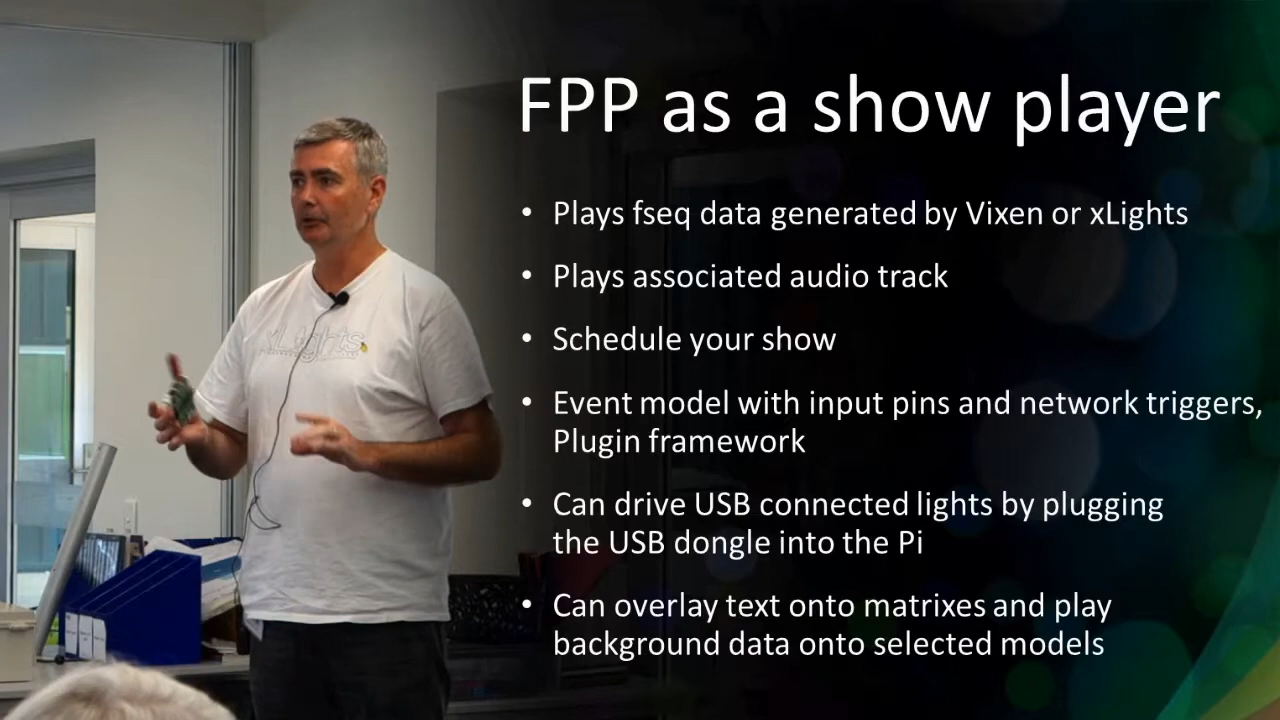 FPP as a show player
• Plays fseq data generated by Vixen or xLights
• Plays associated audio track
• Schedule your show
• Event model with input pins and network triggers,
Plugin framework
• Can drive USB connected lights by plugging
the USB dongle into the Pi
• Can overlay text onto matrixes and play
background data onto selected models
xLights